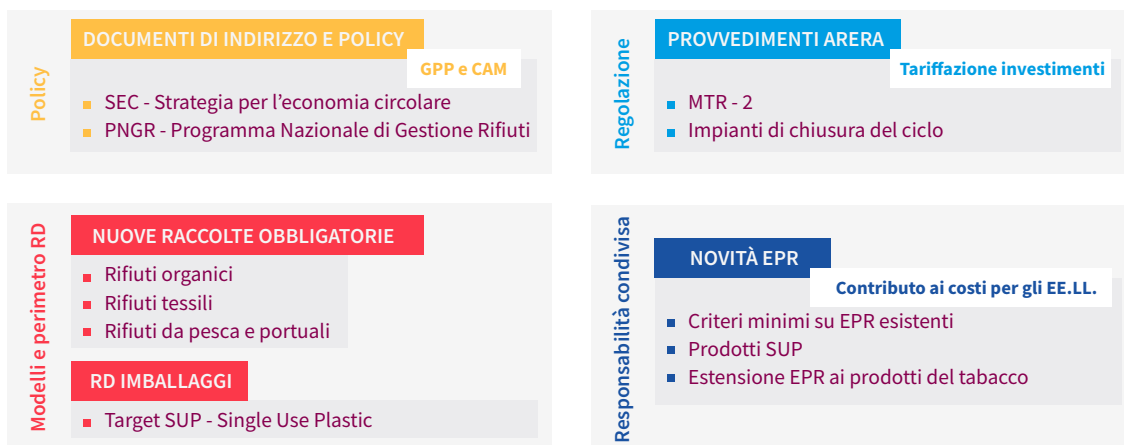 Policy
DOCUMENTI DI INDIRIZZO E POLICY
GPP e CAM
SEC - Strategia per l'economia circolare
PNGR - Programma Nazionale di Gestione Rifiuti
Regolazione
PROVVEDIMENTI ARERA
Tariffazione investimenti
MTR - 2
Impianti di chiusura del ciclo
Modelli e perimetro RD
NUOVE RACCOLTE OBBLIGATORIE
Rifiuti organici
Rifiuti tessili
Rifiuti da pesca e portuali
RD IMBALLAGGI
Target SUP - Single Use Plastic
Responsabilità condivisa
NOVITÀ EPR
Contributo ai costi per gli EE.LL.
Criteri minimi su EPR esistenti
Prodotti SUP
Estensione EPR ai prodotti del tabacco